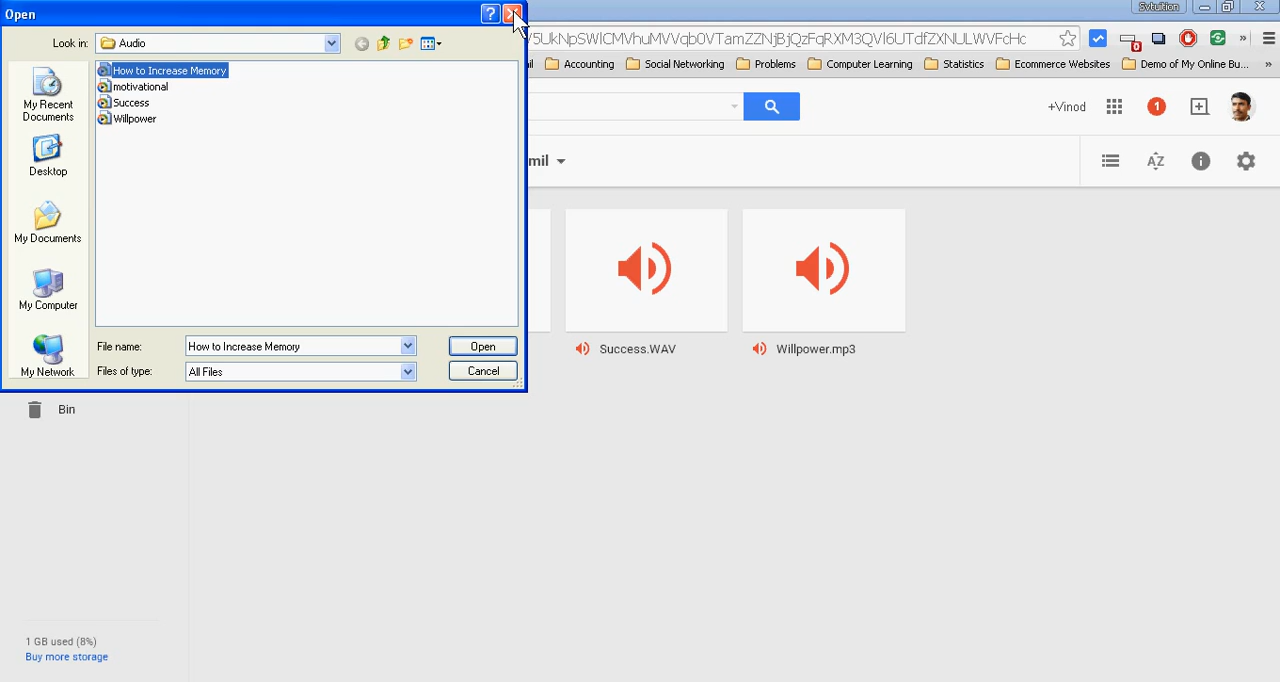 Open
Look in:
Audio
My Recent
Documents
Desktop
My Documents
My Computer
My Network
How to Increase Memory
motivational
Success
Willpower
File name:
How to Increase Memory
Open
Files of type:
All Files
Cancel
Svtuition
Accounting
Social Networking
Problems
Computer Learning
Statistics
Ecommerce Websites
Demo of My Online Bu...
»
0
»
+Vinod
1
mil
AZ
Success.WAV
Willpower.mp3
Bin
1 GB used (8%)
Buy more storage